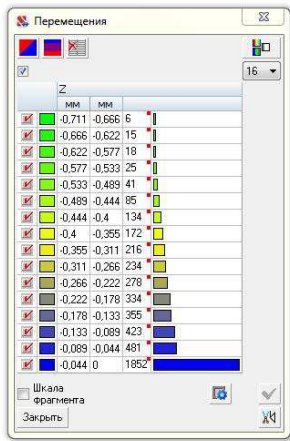 Перемещения
16
Z
мм мм
-0,711 -0,666 6
-0,666 -0,622 15
-0,622 -0,577 18
-0,577 -0,533 25
-0,533 -0,489 41
-0,489 -0,444 85
-0,444 -0,4 134
-0,4 -0,355 172
-0,355 -0,311 216
-0,311 -0,266 234
-0,266 -0,222 278
-0,222 -0,178 334
-0,178 -0,133 355
-0,133 -0,089 423
-0,089 -0,044 481
-0,044 0 1852
Шкала
фрагмента
Закрыть